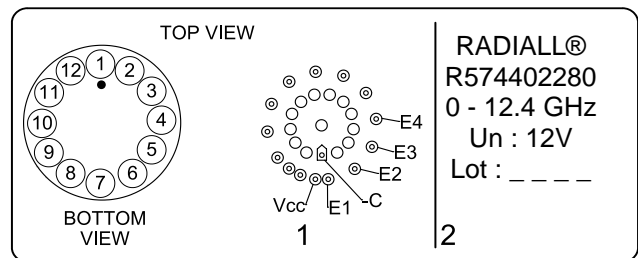 TOP VIEW
1
2
3
4
5
6
7
8
9
10
11
12
BOTTOM
VIEW
E4
E3
E2
-C
Vcc
E1
1
RADIALL®
R574402280
0 - 12.4 GHz
Un : 12V
Lot : _ _ _ _
2